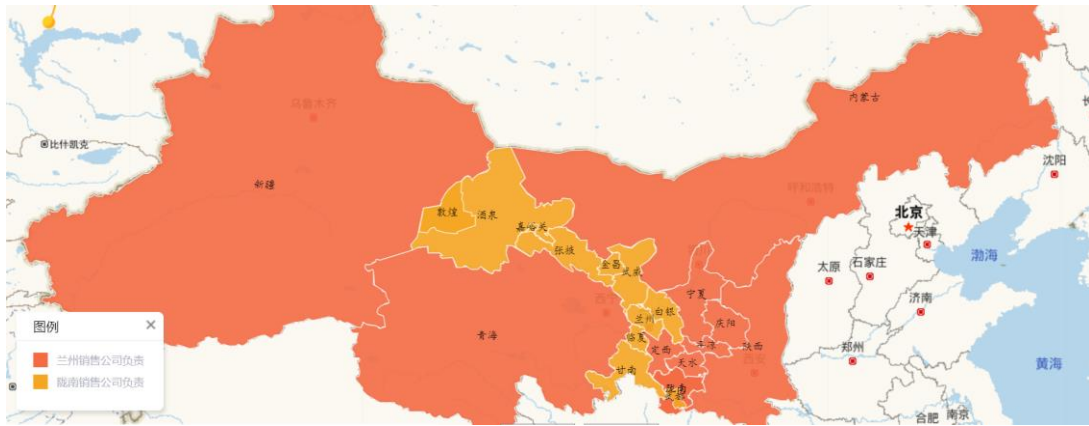 乌鲁木齐
内蒙古
比什凯克
沈阳
新疆
呼和浩特
敦煌
酒泉
北京
嘉峪关
天津
张掖
渤海
金昌
武威
太原
石家庄
西宁
宁夏
济南
兰州
白银
庆阳
图例
青海
临夏
定西
平凉
陕西
郑州
兰州销售公司负责
天水
西安
黄海
甘南
陇南销售公司负责
陇南
合肥
南京